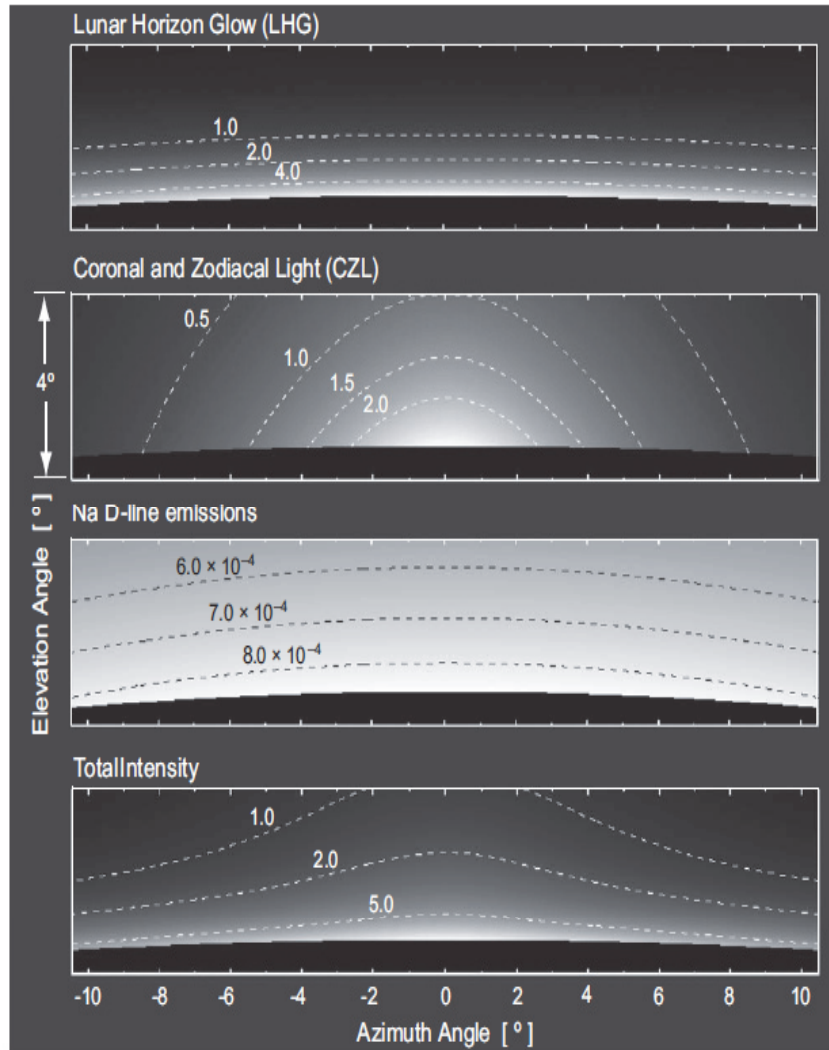 Lunar Horizon Glow (LHG)
1.0
2.0
4.0
Coronal and Zodiacal Light (CZL)
0.5
1.0
1.5
2.0
4º
Elevation Angle [ º ]
Na D-line emissions
6.0 × 10⁻⁴
7.0 × 10⁻⁴
8.0 × 10⁻⁴
TotalIntensity
1.0
2.0
5.0
-10 -8 -6 -4 -2 0 2 4 6 8 10
Azimuth Angle [ º ]